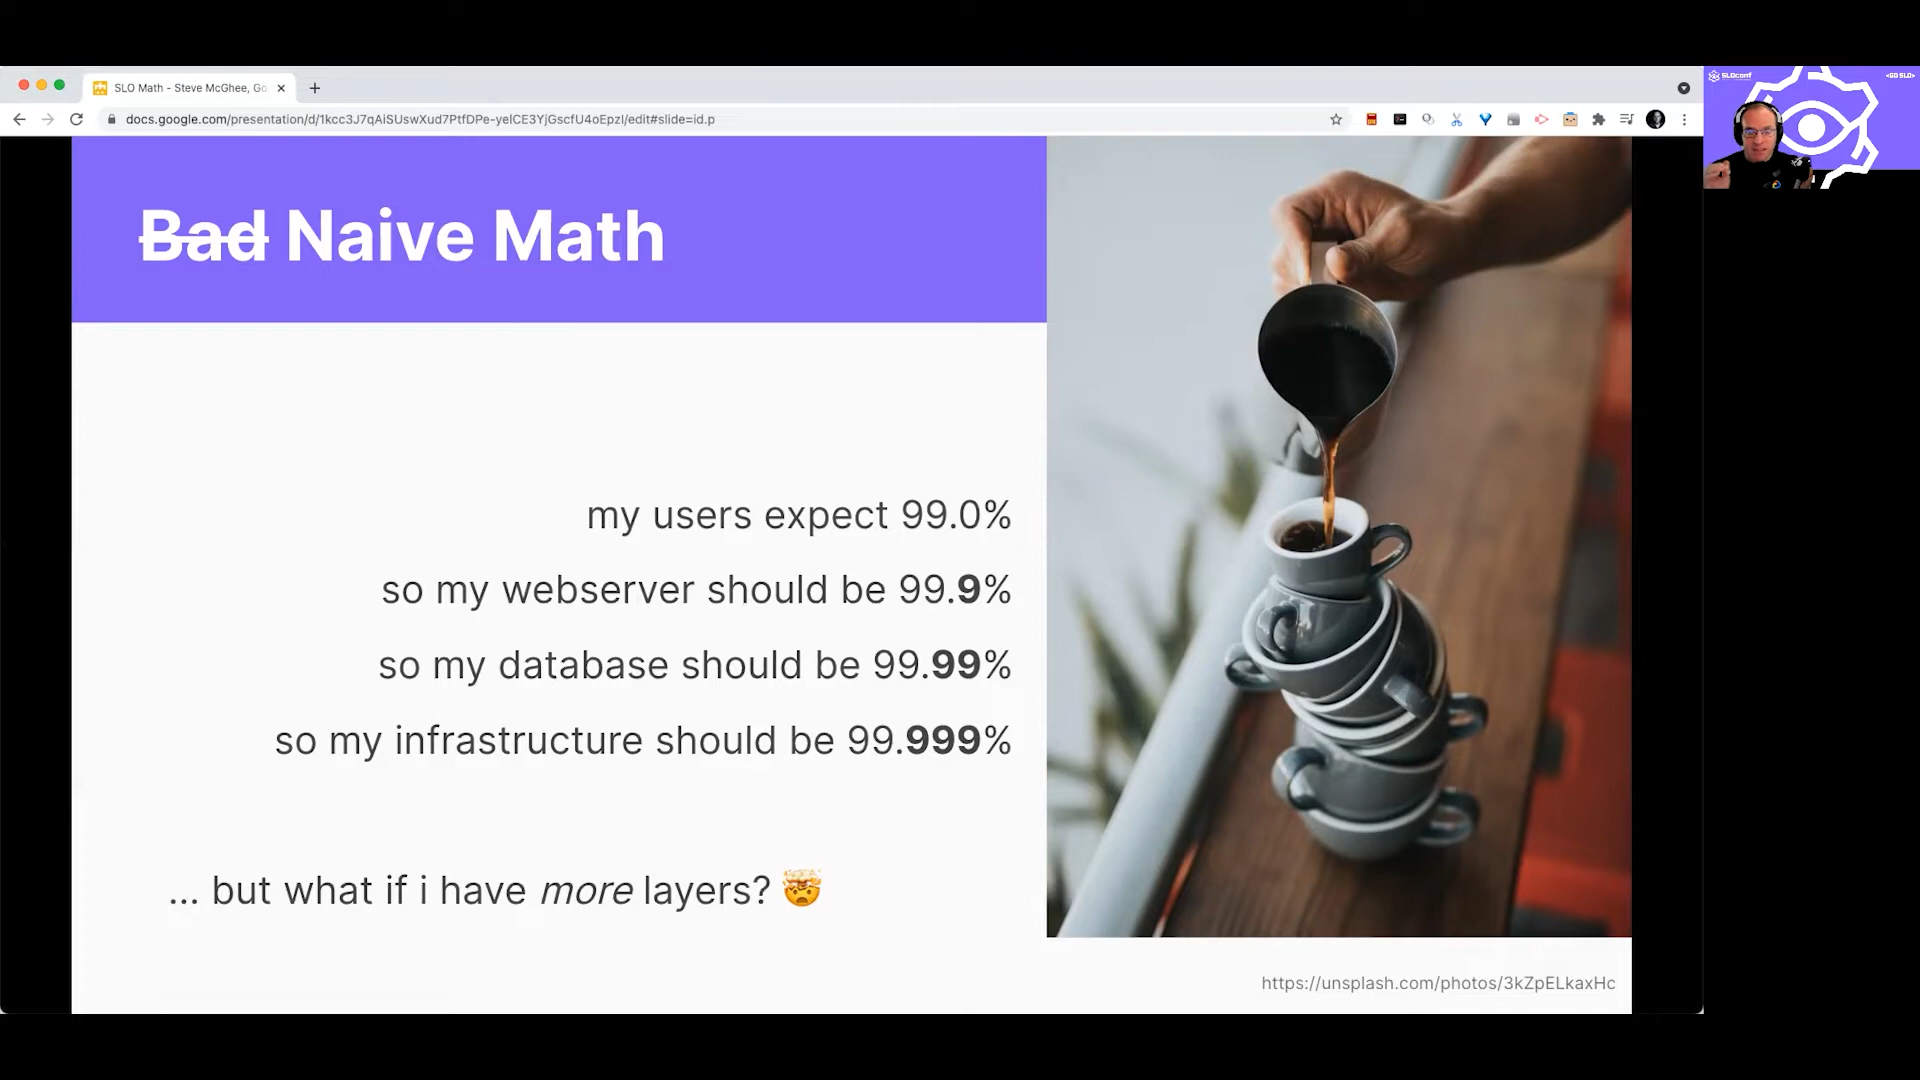 SLO Math - Steve McGhee, Go
docs.google.com/presentation/d/1kcc3J7qAiSUswXud7PtfDPe-yelCE3YjGscfU4oEpzI/edit#slide=id.p
SLOconf
<GO SLO>
Bad Naive Math
my users expect 99.0%
so my webserver should be 99.9%
so my database should be 99.99%
so my infrastructure should be 99.999%
... but what if i have more layers? 🤯
https://unsplash.com/photos/3kZpELkaxHc